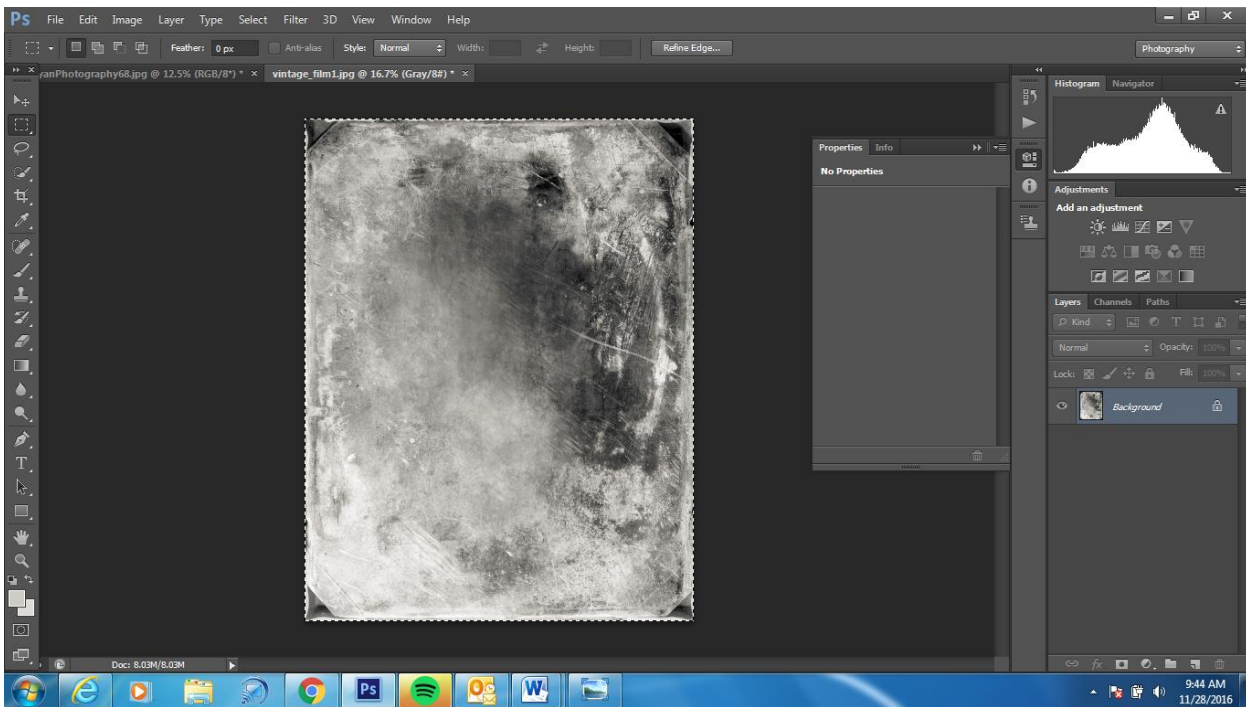 Ps File Edit Image Layer Type Select Filter 3D View Window Help
Feather: 0 px Anti-alias Style: Normal Width: Height: Refine Edge... Photography
yanPhotography68.jpg @ 12.5% (RGB/8*) * × vintage_film1.jpg @ 16.7% (Gray/8#) * ×
Histogram Navigator
Properties Info
No Properties
Adjustments
Add an adjustment
Layers Channels Paths
Kind
Normal Opacity: 100%
Lock: Fill: 100%
Background
Doc: 8.03M/8.03M
Ps
9:44 AM
11/28/2016